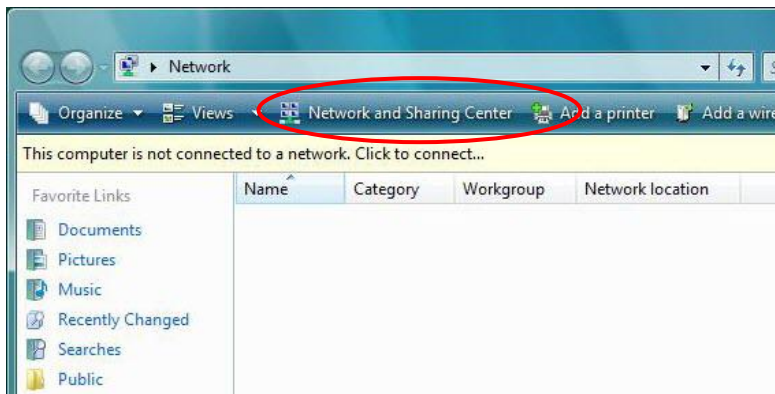 Network
Organize Views Network and Sharing Center Add a printer Add a wire
This computer is not connected to a network. Click to connect...
Favorite Links Name Category Workgroup Network location
Documents
Pictures
Music
Recently Changed
Searches
Public